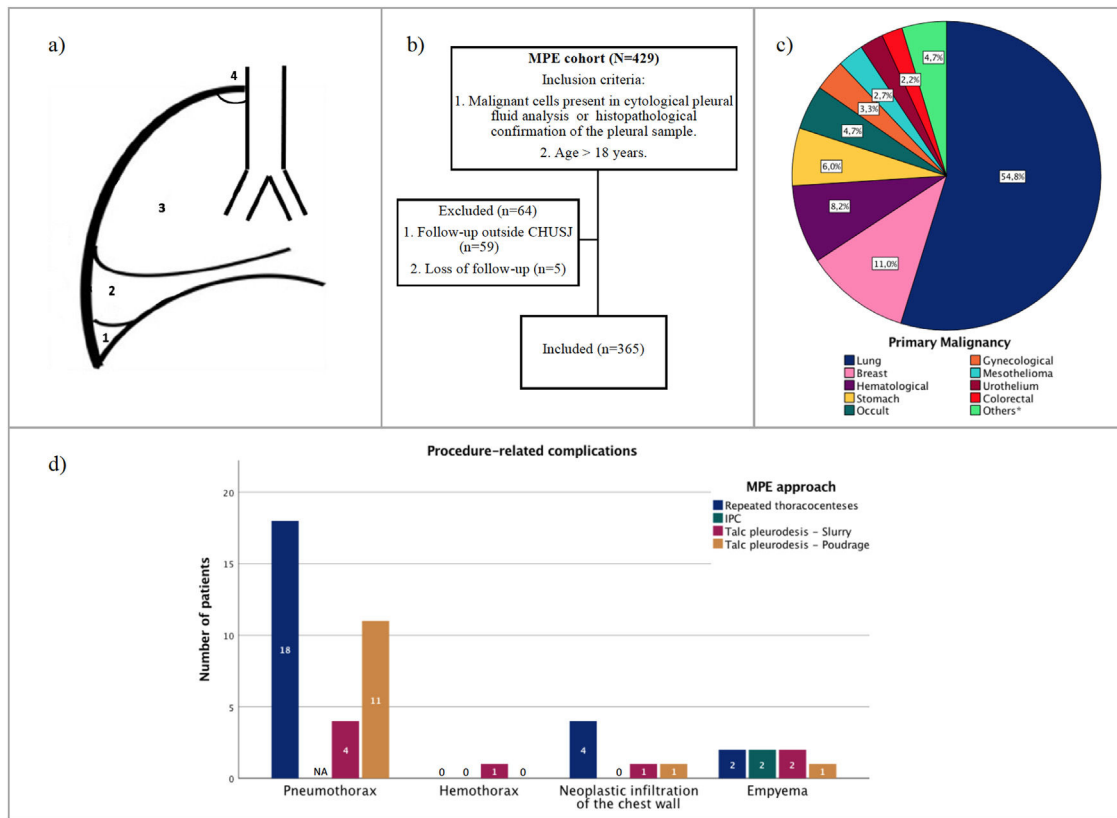 a)
4
3
2
1
b)
MPE cohort (N=429)
Inclusion criteria:
1. Malignant cells present in cytological pleural
fluid analysis or histopathological
confirmation of the pleural sample.
2. Age > 18 years.
Excluded (n=64)
1. Follow-up outside CHUSJ
(n=59)
2. Loss of follow-up (n=5)
Included (n=365)
c)
4,7%
2,2%
2,7%
3,3%
4,7%
6,0%
8,2%
11,0%
54,8%
Primary Malignancy
Lung
Breast
Hematological
Stomach
Occult
Gynecological
Mesothelioma
Urothelium
Colorectal
Others*
d)
Procedure-related complications
MPE approach
Repeated thoracocenteses
IPC
Talc pleurodesis - Slurry
Talc pleurodesis - Poudrage
Number of patients
20
15
10
5
0
18
NA
4
11
0
0
1
0
4
0
1
1
2
2
2
1
Pneumothorax
Hemothorax
Neoplastic infiltration
of the chest wall
Empyema